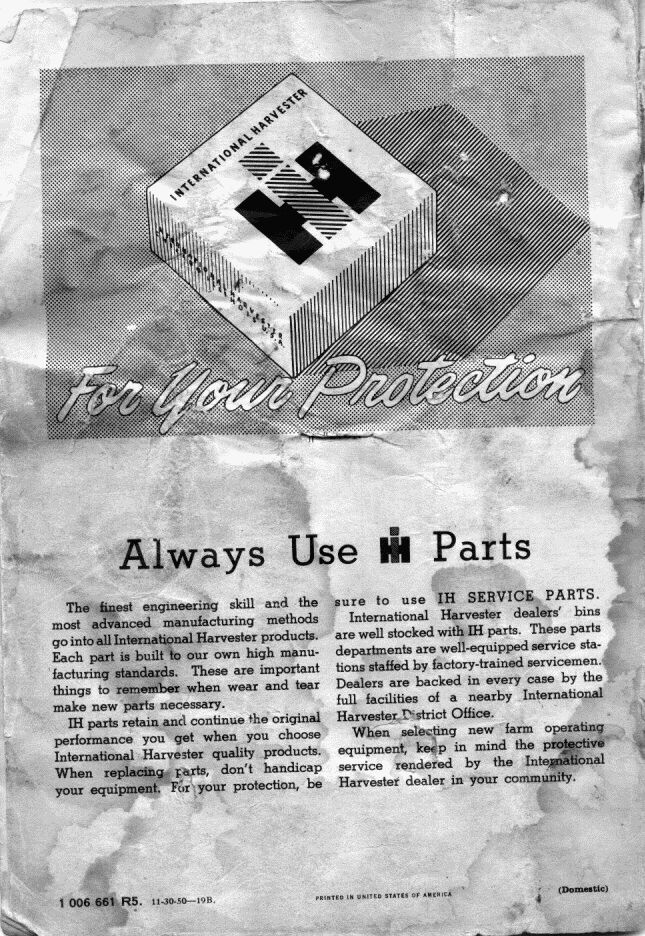 INTERNATIONAL HARVESTER
IH
INTERNATIONAL HARVESTER
For Your Protection
Always Use IH Parts
The finest engineering skill and the
most advanced manufacturing methods
go into all International Harvester products.
Each part is built to our own high manu-
facturing standards. These are important
things to remember when wear and tear
make new parts necessary.
IH parts retain and continue the original
performance you get when you choose
International Harvester quality products.
When replacing parts, don't handicap
your equipment. For your protection, be
sure to use IH SERVICE PARTS.
International Harvester dealers' bins
are well stocked with IH parts. These parts
departments are well-equipped service sta-
tions staffed by factory-trained servicemen.
Dealers are backed in every case by the
full facilities of a nearby International
Harvester District Office.
When selecting new farm operating
equipment, keep in mind the protective
service rendered by the International
Harvester dealer in your community.
1 006 661 R5. 11-30-50—19B.
PRINTED IN UNITED STATES OF AMERICA
(Domestic)